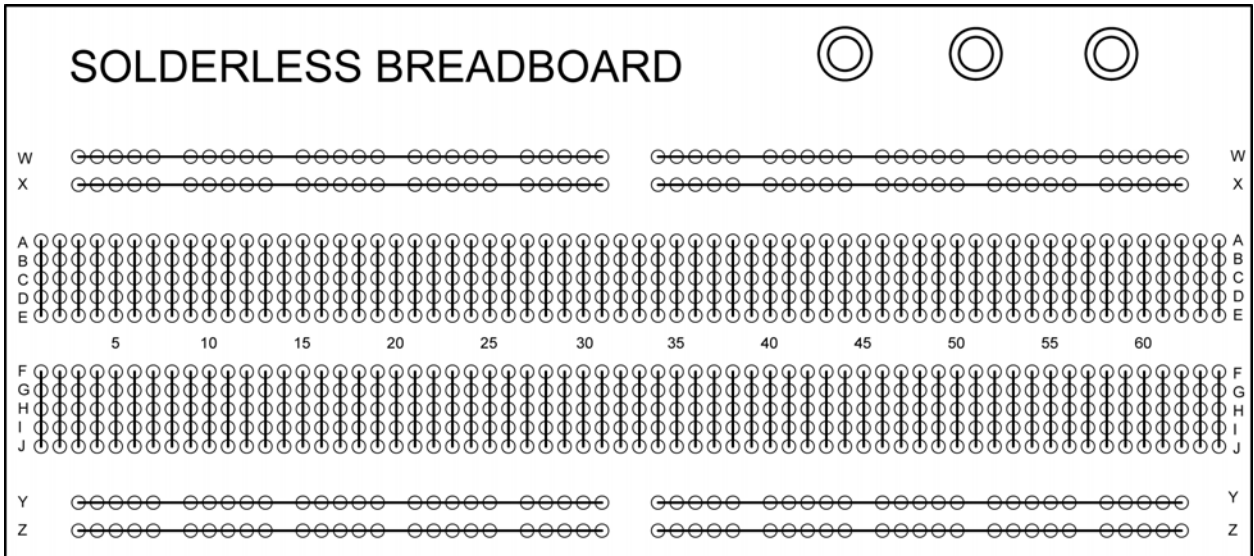 SOLDERLESS BREADBOARD
W W
X X
A A
B B
C C
D D
E E
5 10 15 20 25 30 35 40 45 50 55 60
F F
G G
H H
I I
J J
Y Y
Z Z